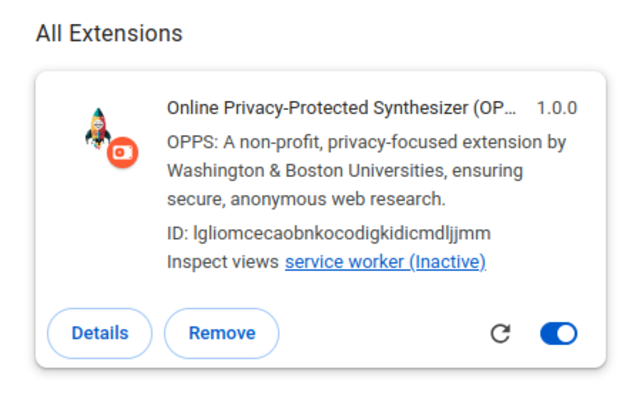 All Extensions
Online Privacy-Protected Synthesizer (OP... 1.0.0
OPPS: A non-profit, privacy-focused extension by
Washington & Boston Universities, ensuring
secure, anonymous web research.
ID: lgliomcecaobnkocodigkidicmdljjmm
Inspect views service worker (Inactive)
Details Remove